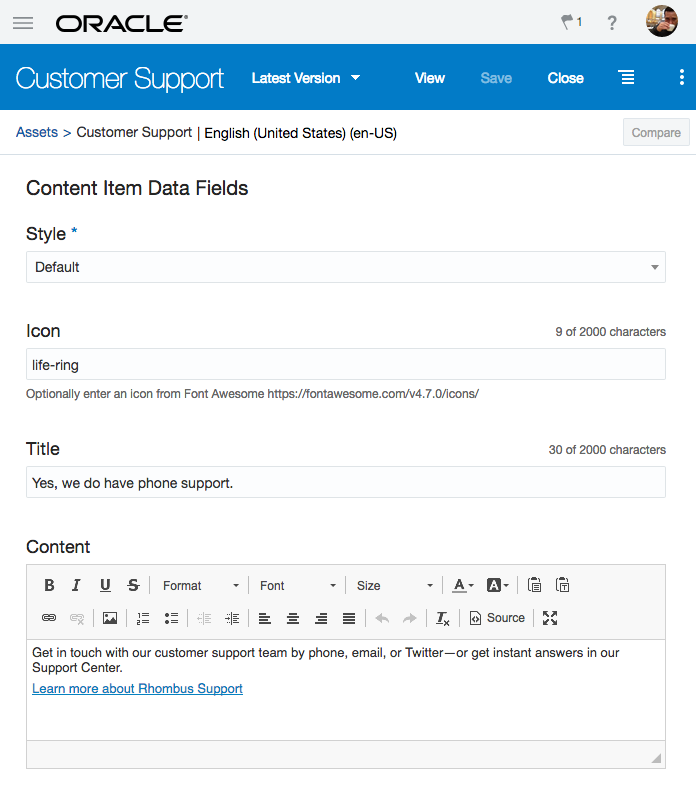 ORACLE®
1 ?
Customer Support Latest Version View Save Close
Assets > Customer Support | English (United States) (en-US) Compare
Content Item Data Fields
Style *
Default
Icon 9 of 2000 characters
life-ring
Optionally enter an icon from Font Awesome https://fontawesome.com/v4.7.0/icons/
Title 30 of 2000 characters
Yes, we do have phone support.
Content
B I U S Format Font Size A A
Source
Get in touch with our customer support team by phone, email, or Twitter—or get instant answers in our
Support Center.
Learn more about Rhombus Support